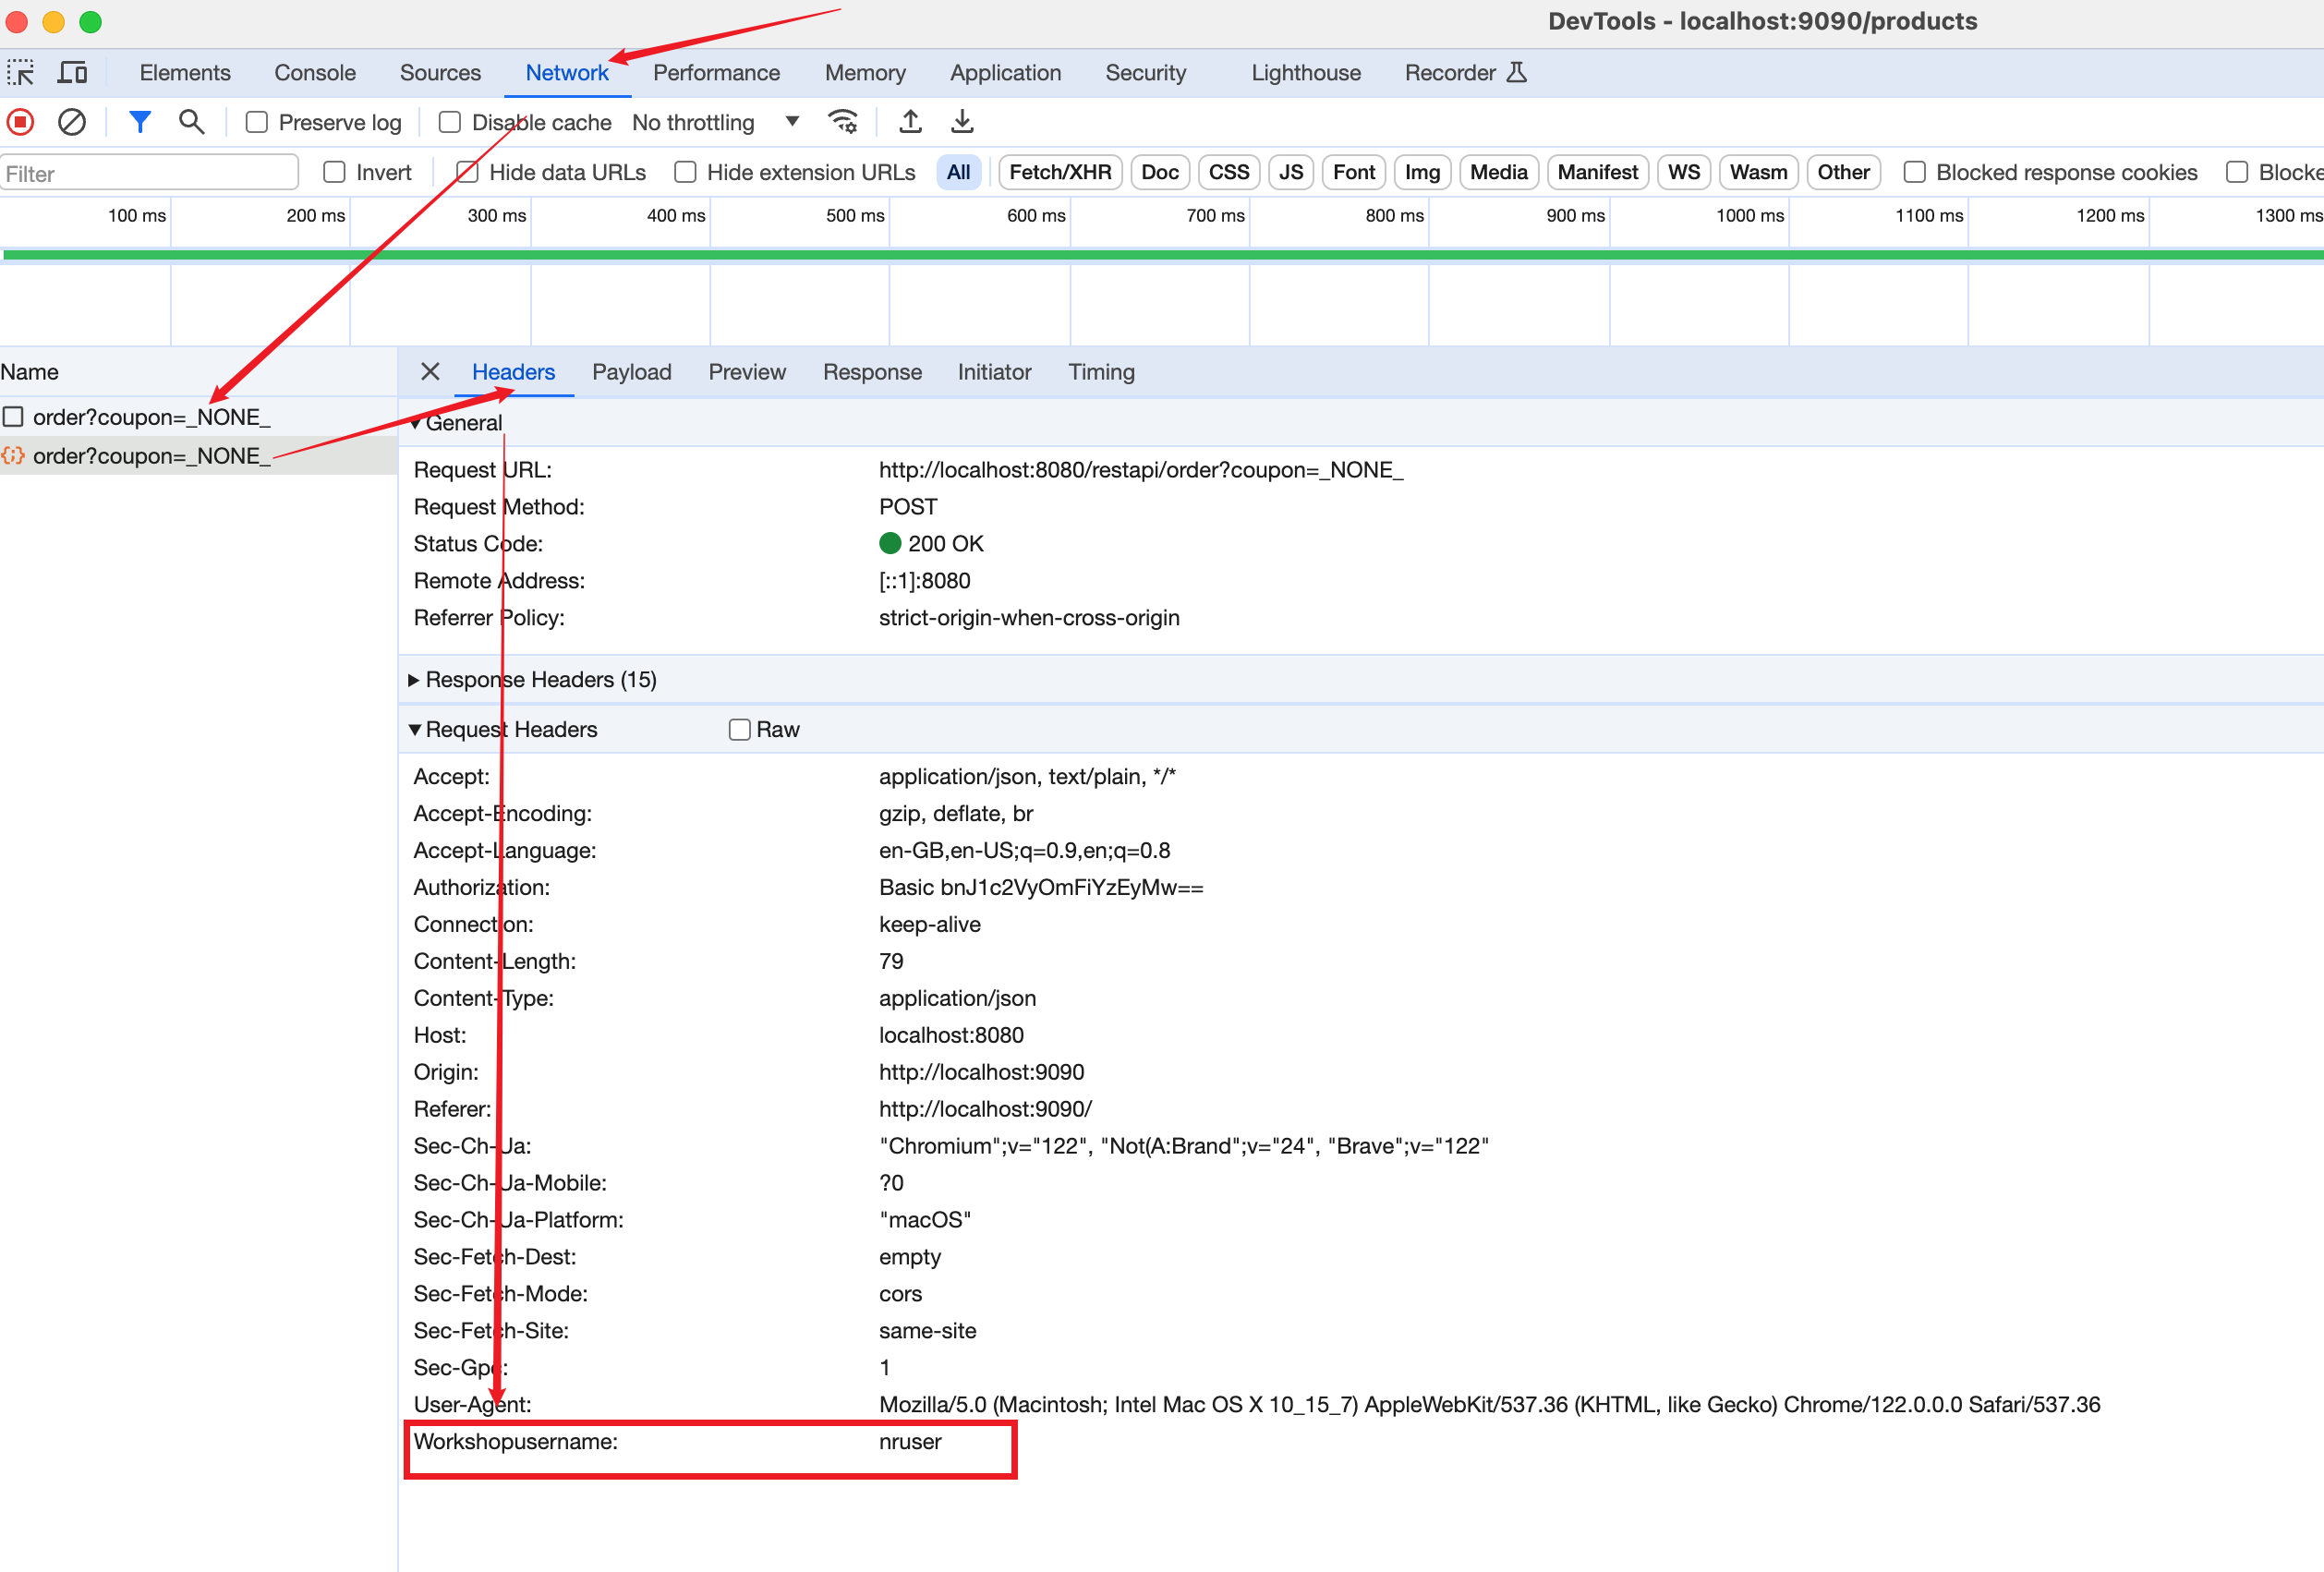 DevTools - localhost:9090/products
Elements Console Sources Network Performance Memory Application Security Lighthouse Recorder
Preserve log Disable cache No throttling
Filter Invert Hide data URLs Hide extension URLs All Fetch/XHR Doc CSS JS Font Img Media Manifest WS Wasm Other Blocked response cookies Blocke
100 ms 200 ms 300 ms 400 ms 500 ms 600 ms 700 ms 800 ms 900 ms 1000 ms 1100 ms 1200 ms 1300 ms
Name
order?coupon=_NONE_
order?coupon=_NONE_
Headers Payload Preview Response Initiator Timing
General
Request URL: http://localhost:8080/restapi/order?coupon=_NONE_
Request Method: POST
Status Code: 200 OK
Remote Address: [::1]:8080
Referrer Policy: strict-origin-when-cross-origin
Response Headers (15)
Request Headers Raw
Accept: application/json, text/plain, */*
Accept-Encoding: gzip, deflate, br
Accept-Language: en-GB,en-US;q=0.9,en;q=0.8
Authorization: Basic bnJ1c2VyOmFiYzEyMw==
Connection: keep-alive
Content-Length: 79
Content-Type: application/json
Host: localhost:8080
Origin: http://localhost:9090
Referer: http://localhost:9090/
Sec-Ch-Ua: "Chromium";v="122", "Not(A:Brand";v="24", "Brave";v="122"
Sec-Ch-Ua-Mobile: ?0
Sec-Ch-Ua-Platform: "macOS"
Sec-Fetch-Dest: empty
Sec-Fetch-Mode: cors
Sec-Fetch-Site: same-site
Sec-Gpc: 1
User-Agent: Mozilla/5.0 (Macintosh; Intel Mac OS X 10_15_7) AppleWebKit/537.36 (KHTML, like Gecko) Chrome/122.0.0.0 Safari/537.36
Workshopusername: nruser